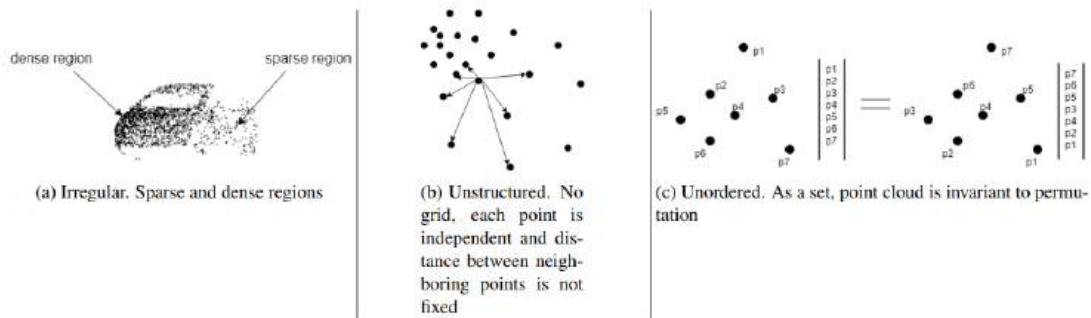 dense region
sparse region
(a) Irregular. Sparse and dense regions
(b) Unstructured. No
grid, each point is
independent and dis-
tance between neigh-
boring points is not
fixed
p1
p2
p3
p4
p5
p6
p7
p1
p2
p3
p4
p5
p6
p7
p7
p6
p5
p3
p4
p2
p1
p7
p6
p5
p3
p4
p2
p1
(c) Unordered. As a set, point cloud is invariant to permu-
tation